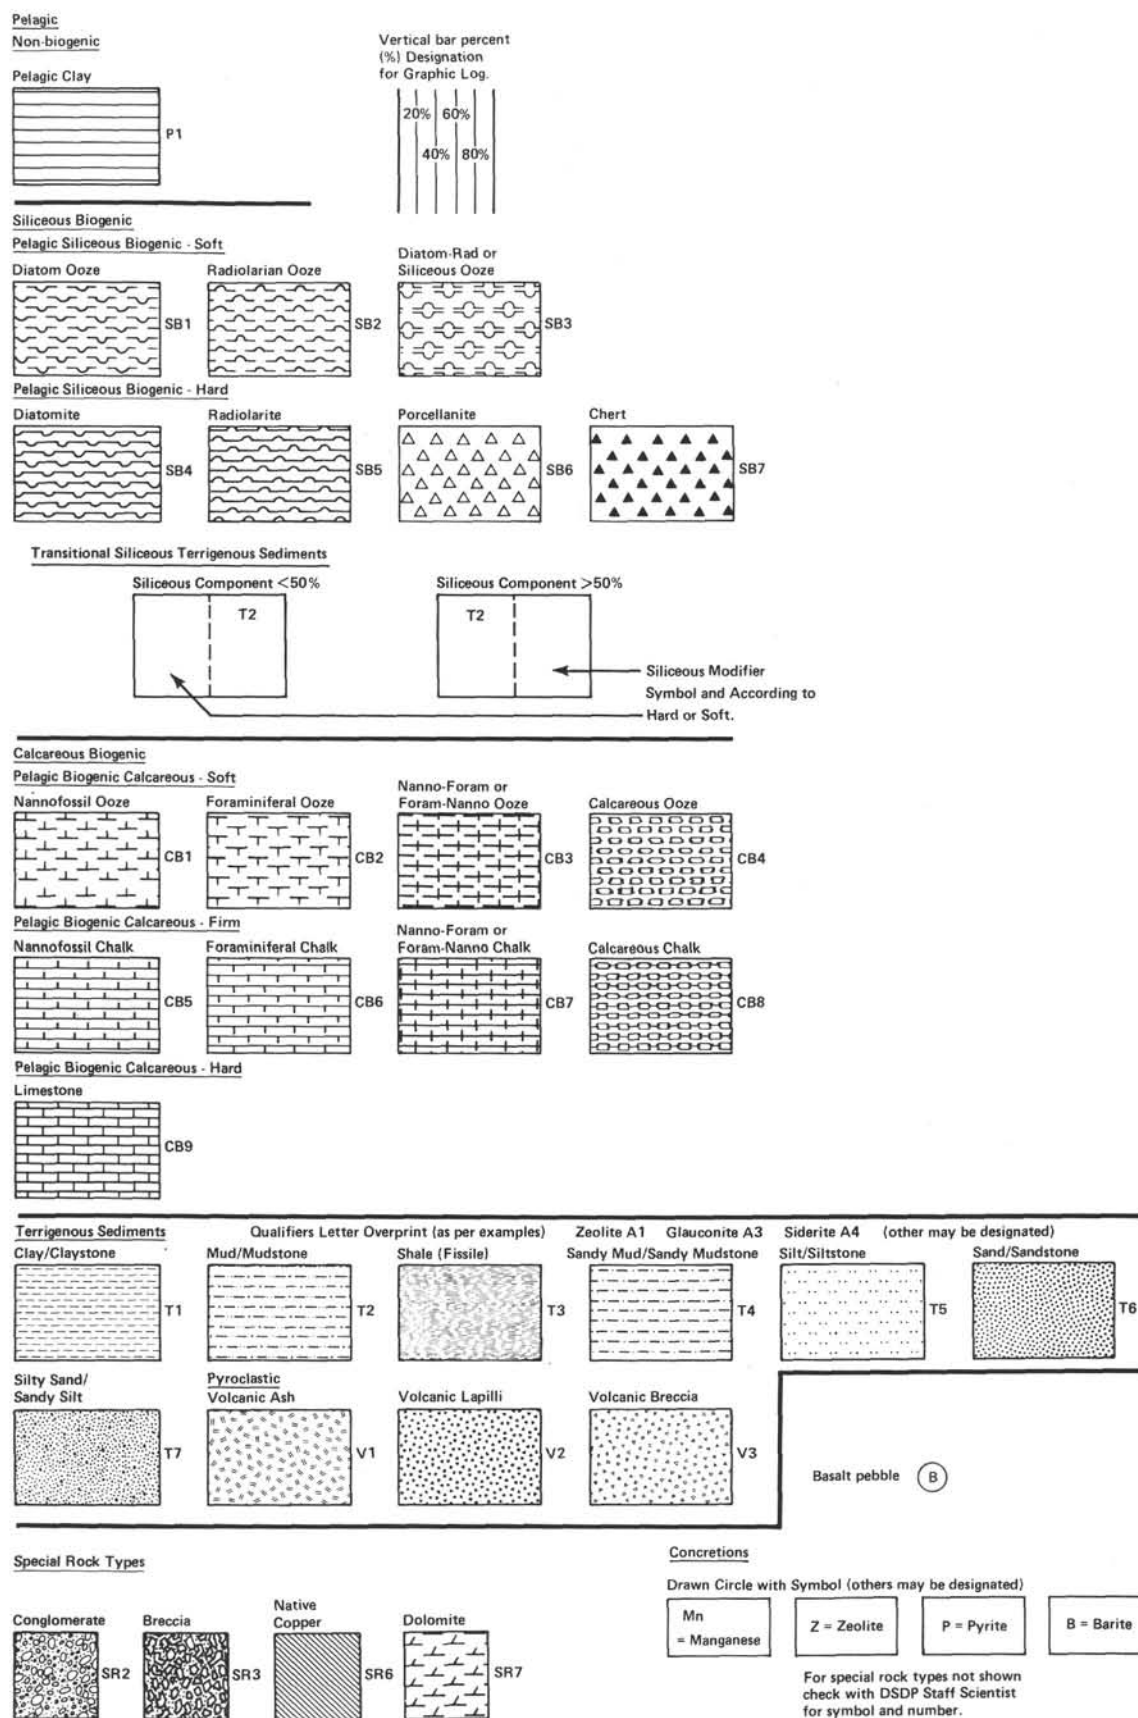 Pelagic
Non-biogenic
Pelagic Clay
P1
Vertical bar percent
(%) Designation
for Graphic Log.
20% 60%
40% 80%
Siliceous Biogenic
Pelagic Siliceous Biogenic - Soft
Diatom Ooze
SB1
Radiolarian Ooze
SB2
Diatom-Rad or
Siliceous Ooze
SB3
Pelagic Siliceous Biogenic - Hard
Diatomite
SB4
Radiolarite
SB5
Porcellanite
SB6
Chert
SB7
Transitional Siliceous Terrigenous Sediments
Siliceous Component <50%
T2
Siliceous Component >50%
T2
Siliceous Modifier
Symbol and According to
Hard or Soft.
Calcareous Biogenic
Pelagic Biogenic Calcareous - Soft
Nannofossil Ooze
CB1
Foraminiferal Ooze
CB2
Nanno-Foram or
Foram-Nanno Ooze
CB3
Calcareous Ooze
CB4
Pelagic Biogenic Calcareous - Firm
Nannofossil Chalk
CB5
Foraminiferal Chalk
CB6
Nanno-Foram or
Foram-Nanno Chalk
CB7
Calcareous Chalk
CB8
Pelagic Biogenic Calcareous - Hard
Limestone
CB9
Terrigenous Sediments
Qualifiers Letter Overprint (as per examples) Zeolite A1 Glauconite A3 Siderite A4 (other may be designated)
Clay/Claystone
T1
Mud/Mudstone
T2
Shale (Fissile)
T3
Sandy Mud/Sandy Mudstone
T4
Silt/Siltstone
T5
Sand/Sandstone
T6
Silty Sand/
Sandy Silt
T7
Pyroclastic
Volcanic Ash
V1
Volcanic Lapilli
V2
Volcanic Breccia
V3
Basalt pebble B
Special Rock Types
Conglomerate
SR2
Breccia
SR3
Native
Copper
SR6
Dolomite
SR7
Concretions
Drawn Circle with Symbol (others may be designated)
Mn
= Manganese
Z = Zeolite
P = Pyrite
B = Barite
For special rock types not shown
check with DSDP Staff Scientist
for symbol and number.